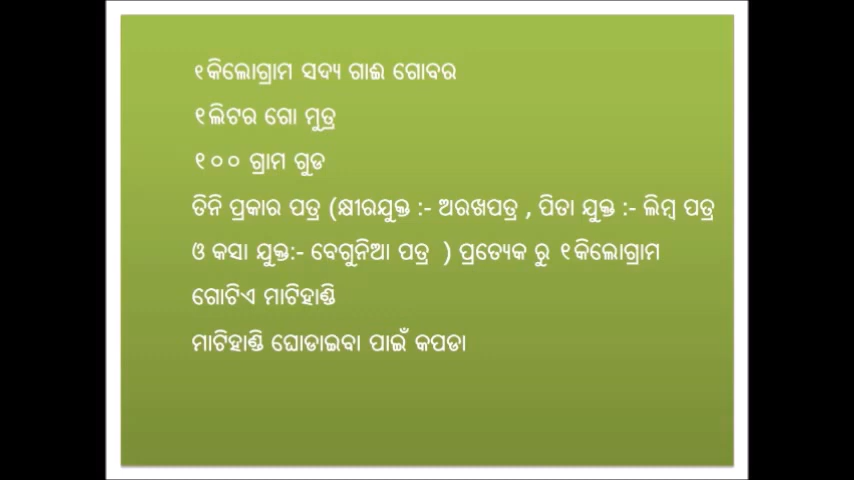 ୧କିଲୋଗ୍ରାମ ସଦ୍ୟ ଗାଈ ଗୋବର
୧ଲିଟର ଗୋ ମୁତ୍ର
୧୦୦ ଗ୍ରାମ ଗୁଡ
ତିନି ପ୍ରକାର ପତ୍ର (କ୍ଷୀରଯୁକ୍ତ :- ଅରଖପତ୍ର , ପିତା ଯୁକ୍ତ :- ଲିମ୍ବ ପତ୍ର
ଓ କସା ଯୁକ୍ତ:- ବେଗୁନିଆ ପତ୍ର ) ପ୍ରତ୍ୟେକ ରୁ ୧କିଲୋଗ୍ରାମ
ଗୋଟିଏ ମାଟିହାଣ୍ଡି
ମାଟିହାଣ୍ଡି ଘୋଡାଇବା ପାଇଁ କପଡା